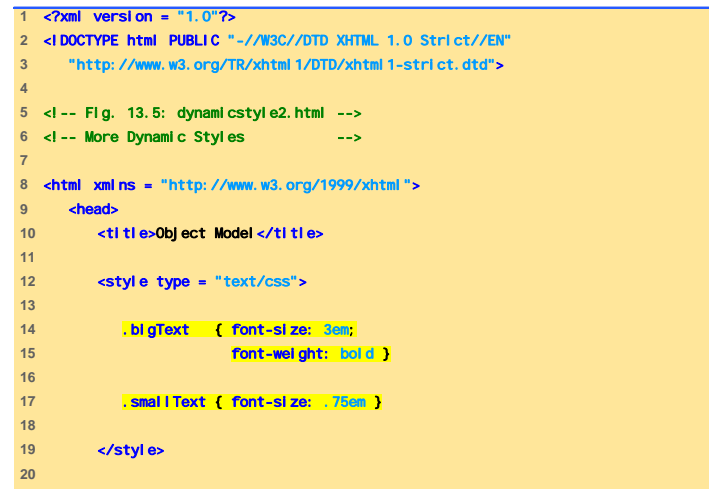 1 <?xml version = "1.0"?>
2 <!DOCTYPE html PUBLIC "-//W3C//DTD XHTML 1.0 Strict//EN"
3 "http://www.w3.org/TR/xhtml1/DTD/xhtml1-strict.dtd">
4
5 <!-- Fig. 13.5: dynamicstyle2.html -->
6 <!-- More Dynamic Styles -->
7
8 <html xmlns = "http://www.w3.org/1999/xhtml">
9 <head>
10 <title>Object Model</title>
11
12 <style type = "text/css">
13
14 .bigText { font-size: 3em;
15 font-weight: bold }
16
17 .smallText { font-size: .75em }
18
19 </style>
20